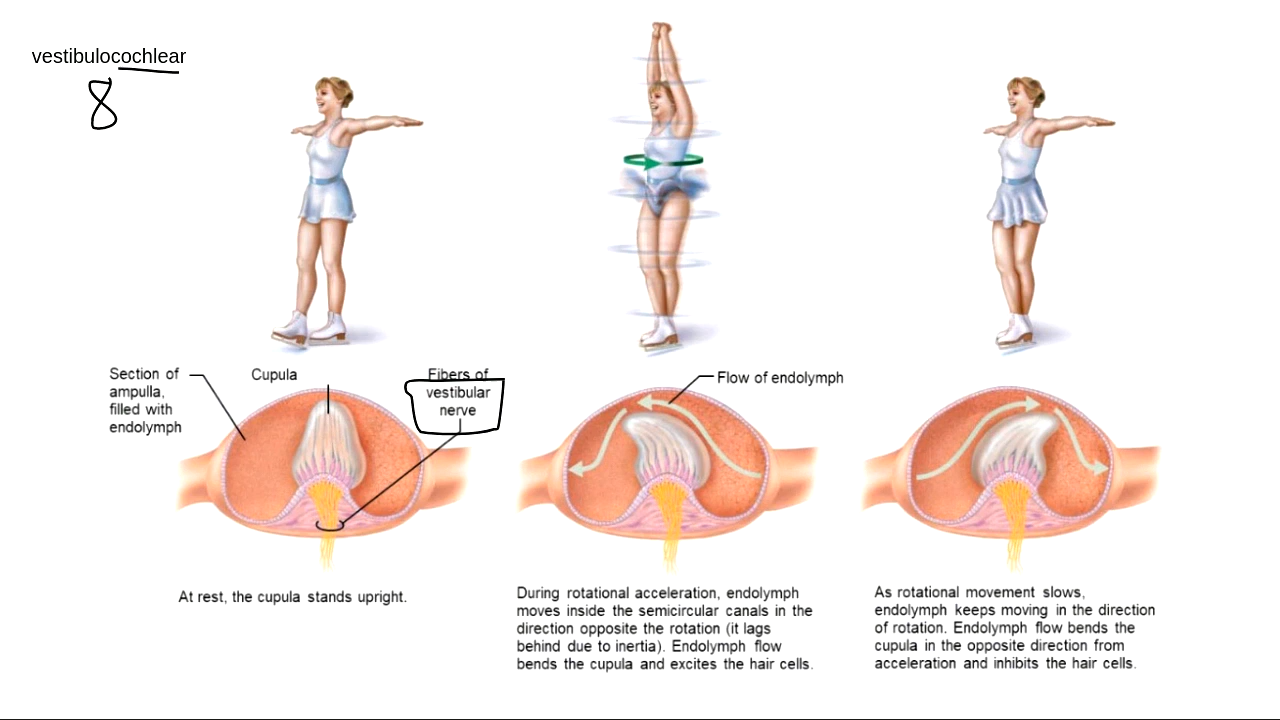 vestibulocochlear
8
Section of
ampulla,
filled with
endolymph
Cupula
Fibers of
vestibular
nerve
Flow of endolymph
At rest, the cupula stands upright.
During rotational acceleration, endolymph
moves inside the semicircular canals in the
direction opposite the rotation (it lags
behind due to inertia). Endolymph flow
bends the cupula and excites the hair cells.
As rotational movement slows,
endolymph keeps moving in the direction
of rotation. Endolymph flow bends the
cupula in the opposite direction from
acceleration and inhibits the hair cells.